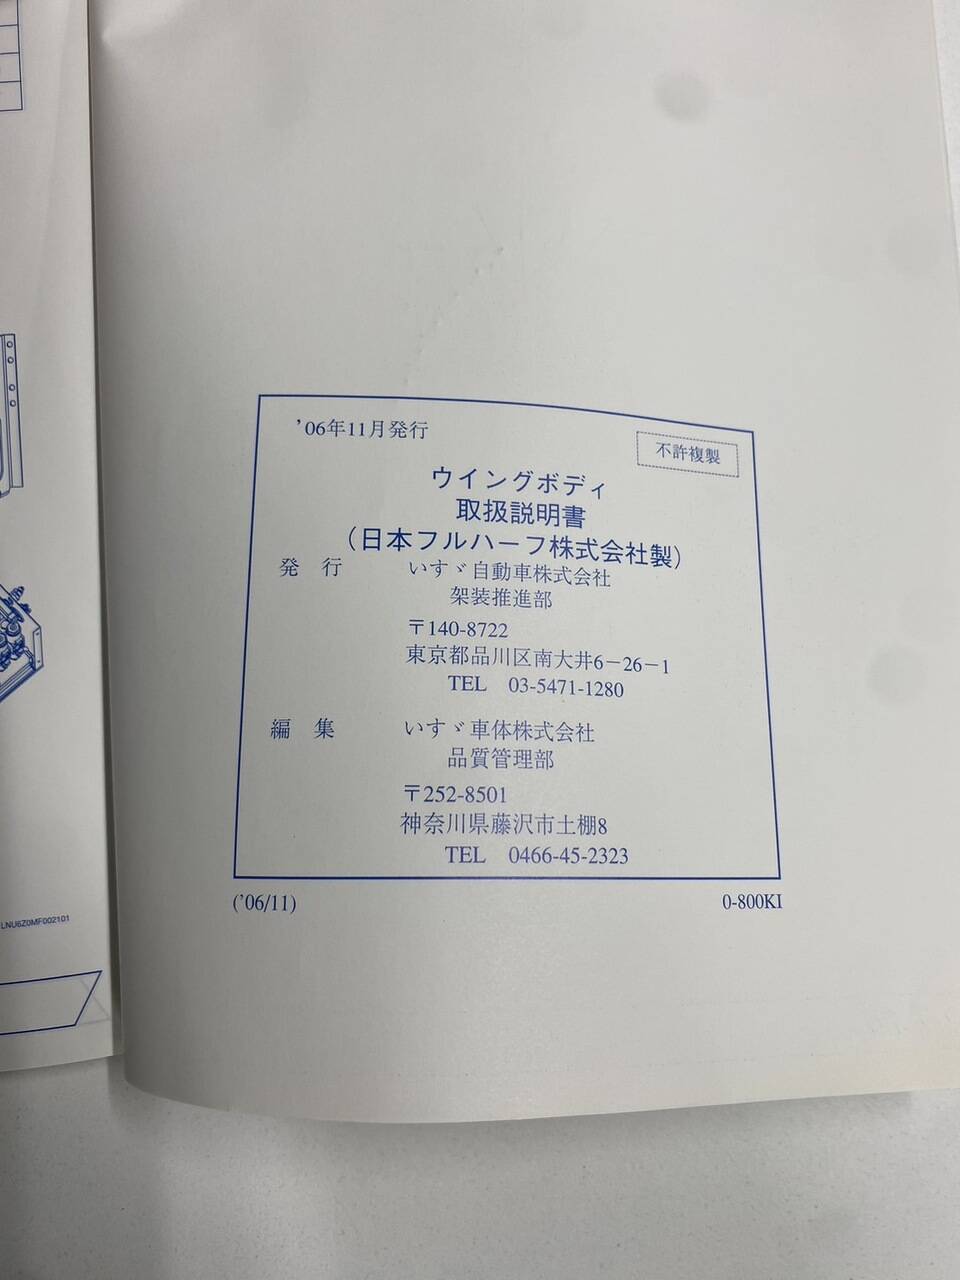 LNU6Z0MF002101
’06年11月発行
不許複製
ウイングボディ
取扱説明書
（日本フルハーフ株式会社製）
発 行 いすゞ自動車株式会社
架装推進部
〒140-8722
東京都品川区南大井6－26－1
TEL 03-5471-1280
編 集 いすゞ車体株式会社
品質管理部
〒252-8501
神奈川県藤沢市土棚8
TEL 0466-45-2323
(’06/11) 0-800KI